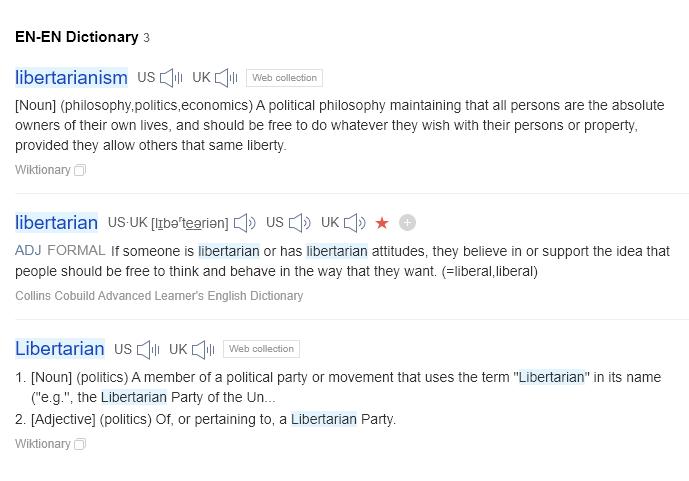 EN-EN Dictionary 3
libertarianism US UK Web collection
[Noun] (philosophy,politics,economics) A political philosophy maintaining that all persons are the absolute
owners of their own lives, and should be free to do whatever they wish with their persons or property,
provided they allow others that same liberty.
Wiktionary
libertarian US·UK [lɪbəʳteəriən] US UK
ADJ FORMAL If someone is libertarian or has libertarian attitudes, they believe in or support the idea that
people should be free to think and behave in the way that they want. (=liberal,liberal)
Collins Cobuild Advanced Learner's English Dictionary
Libertarian US UK Web collection
1. [Noun] (politics) A member of a political party or movement that uses the term "Libertarian" in its name
("e.g.", the Libertarian Party of the Un...
2. [Adjective] (politics) Of, or pertaining to, a Libertarian Party.
Wiktionary